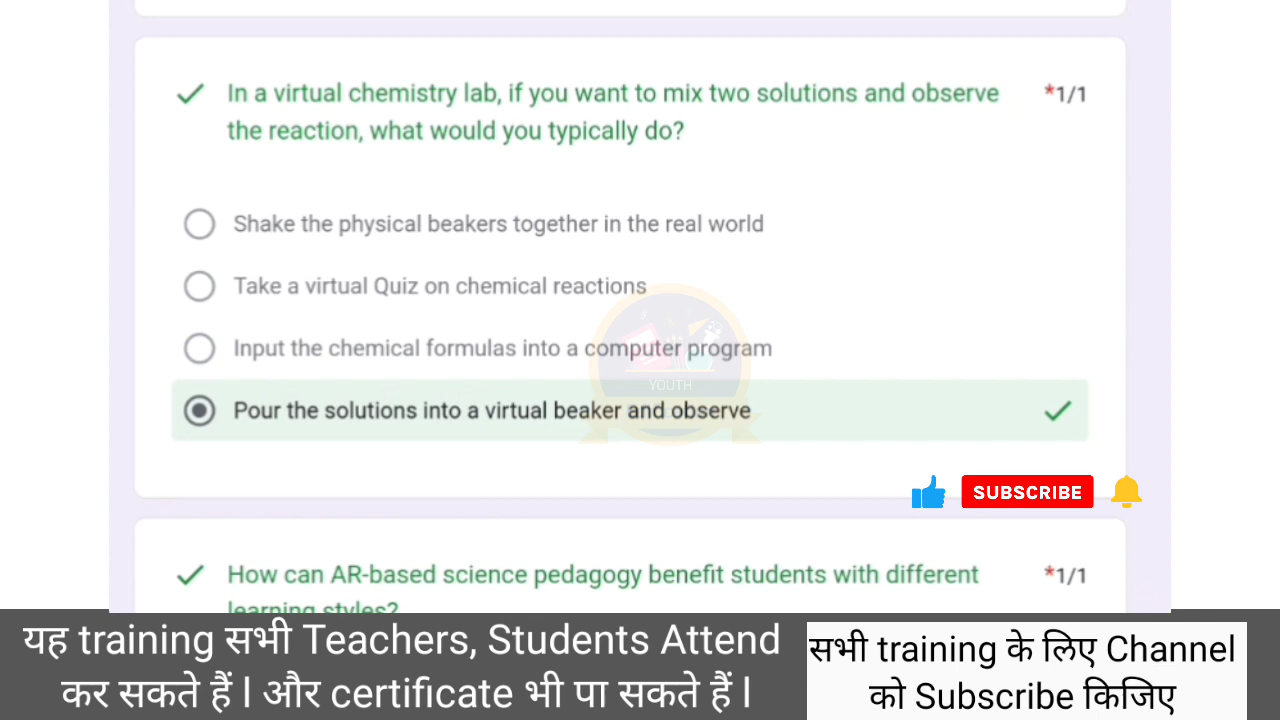 In a virtual chemistry lab, if you want to mix two solutions and observe *1/1
the reaction, what would you typically do?
Shake the physical beakers together in the real world
Take a virtual Quiz on chemical reactions
Input the chemical formulas into a computer program
YOUTH
Pour the solutions into a virtual beaker and observe
SUBSCRIBE
How can AR-based science pedagogy benefit students with different *1/1
learning styles?
यह training सभी Teachers, Students Attend
कर सकते हैं l और certificate भी पा सकते हैं l
सभी training के लिए Channel
को Subscribe किजिए